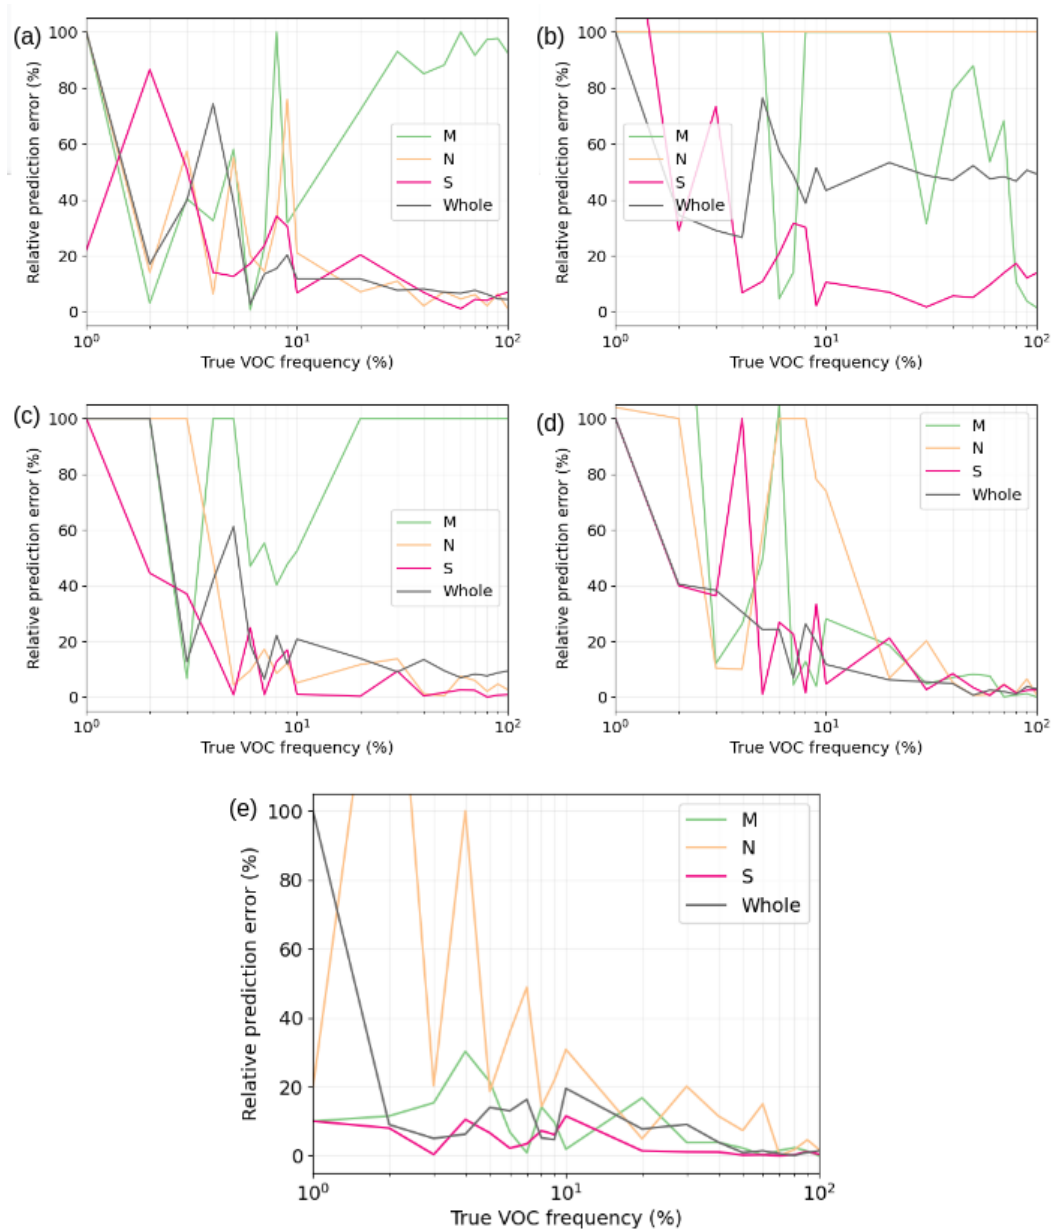 (a)
Relative prediction error (%)
100
80
60
40
20
0
M
N
S
Whole
10⁰
10¹
10²
True VOC frequency (%)
(b)
Relative prediction error (%)
100
80
60
40
20
0
M
N
S
Whole
10⁰
10¹
10²
True VOC frequency (%)
(c)
Relative prediction error (%)
100
80
60
40
20
0
M
N
S
Whole
10⁰
10¹
10²
True VOC frequency (%)
(d)
Relative prediction error (%)
100
80
60
40
20
0
M
N
S
Whole
10⁰
10¹
10²
True VOC frequency (%)
(e)
Relative prediction error (%)
100
80
60
40
20
0
M
N
S
Whole
10⁰
10¹
10²
True VOC frequency (%)